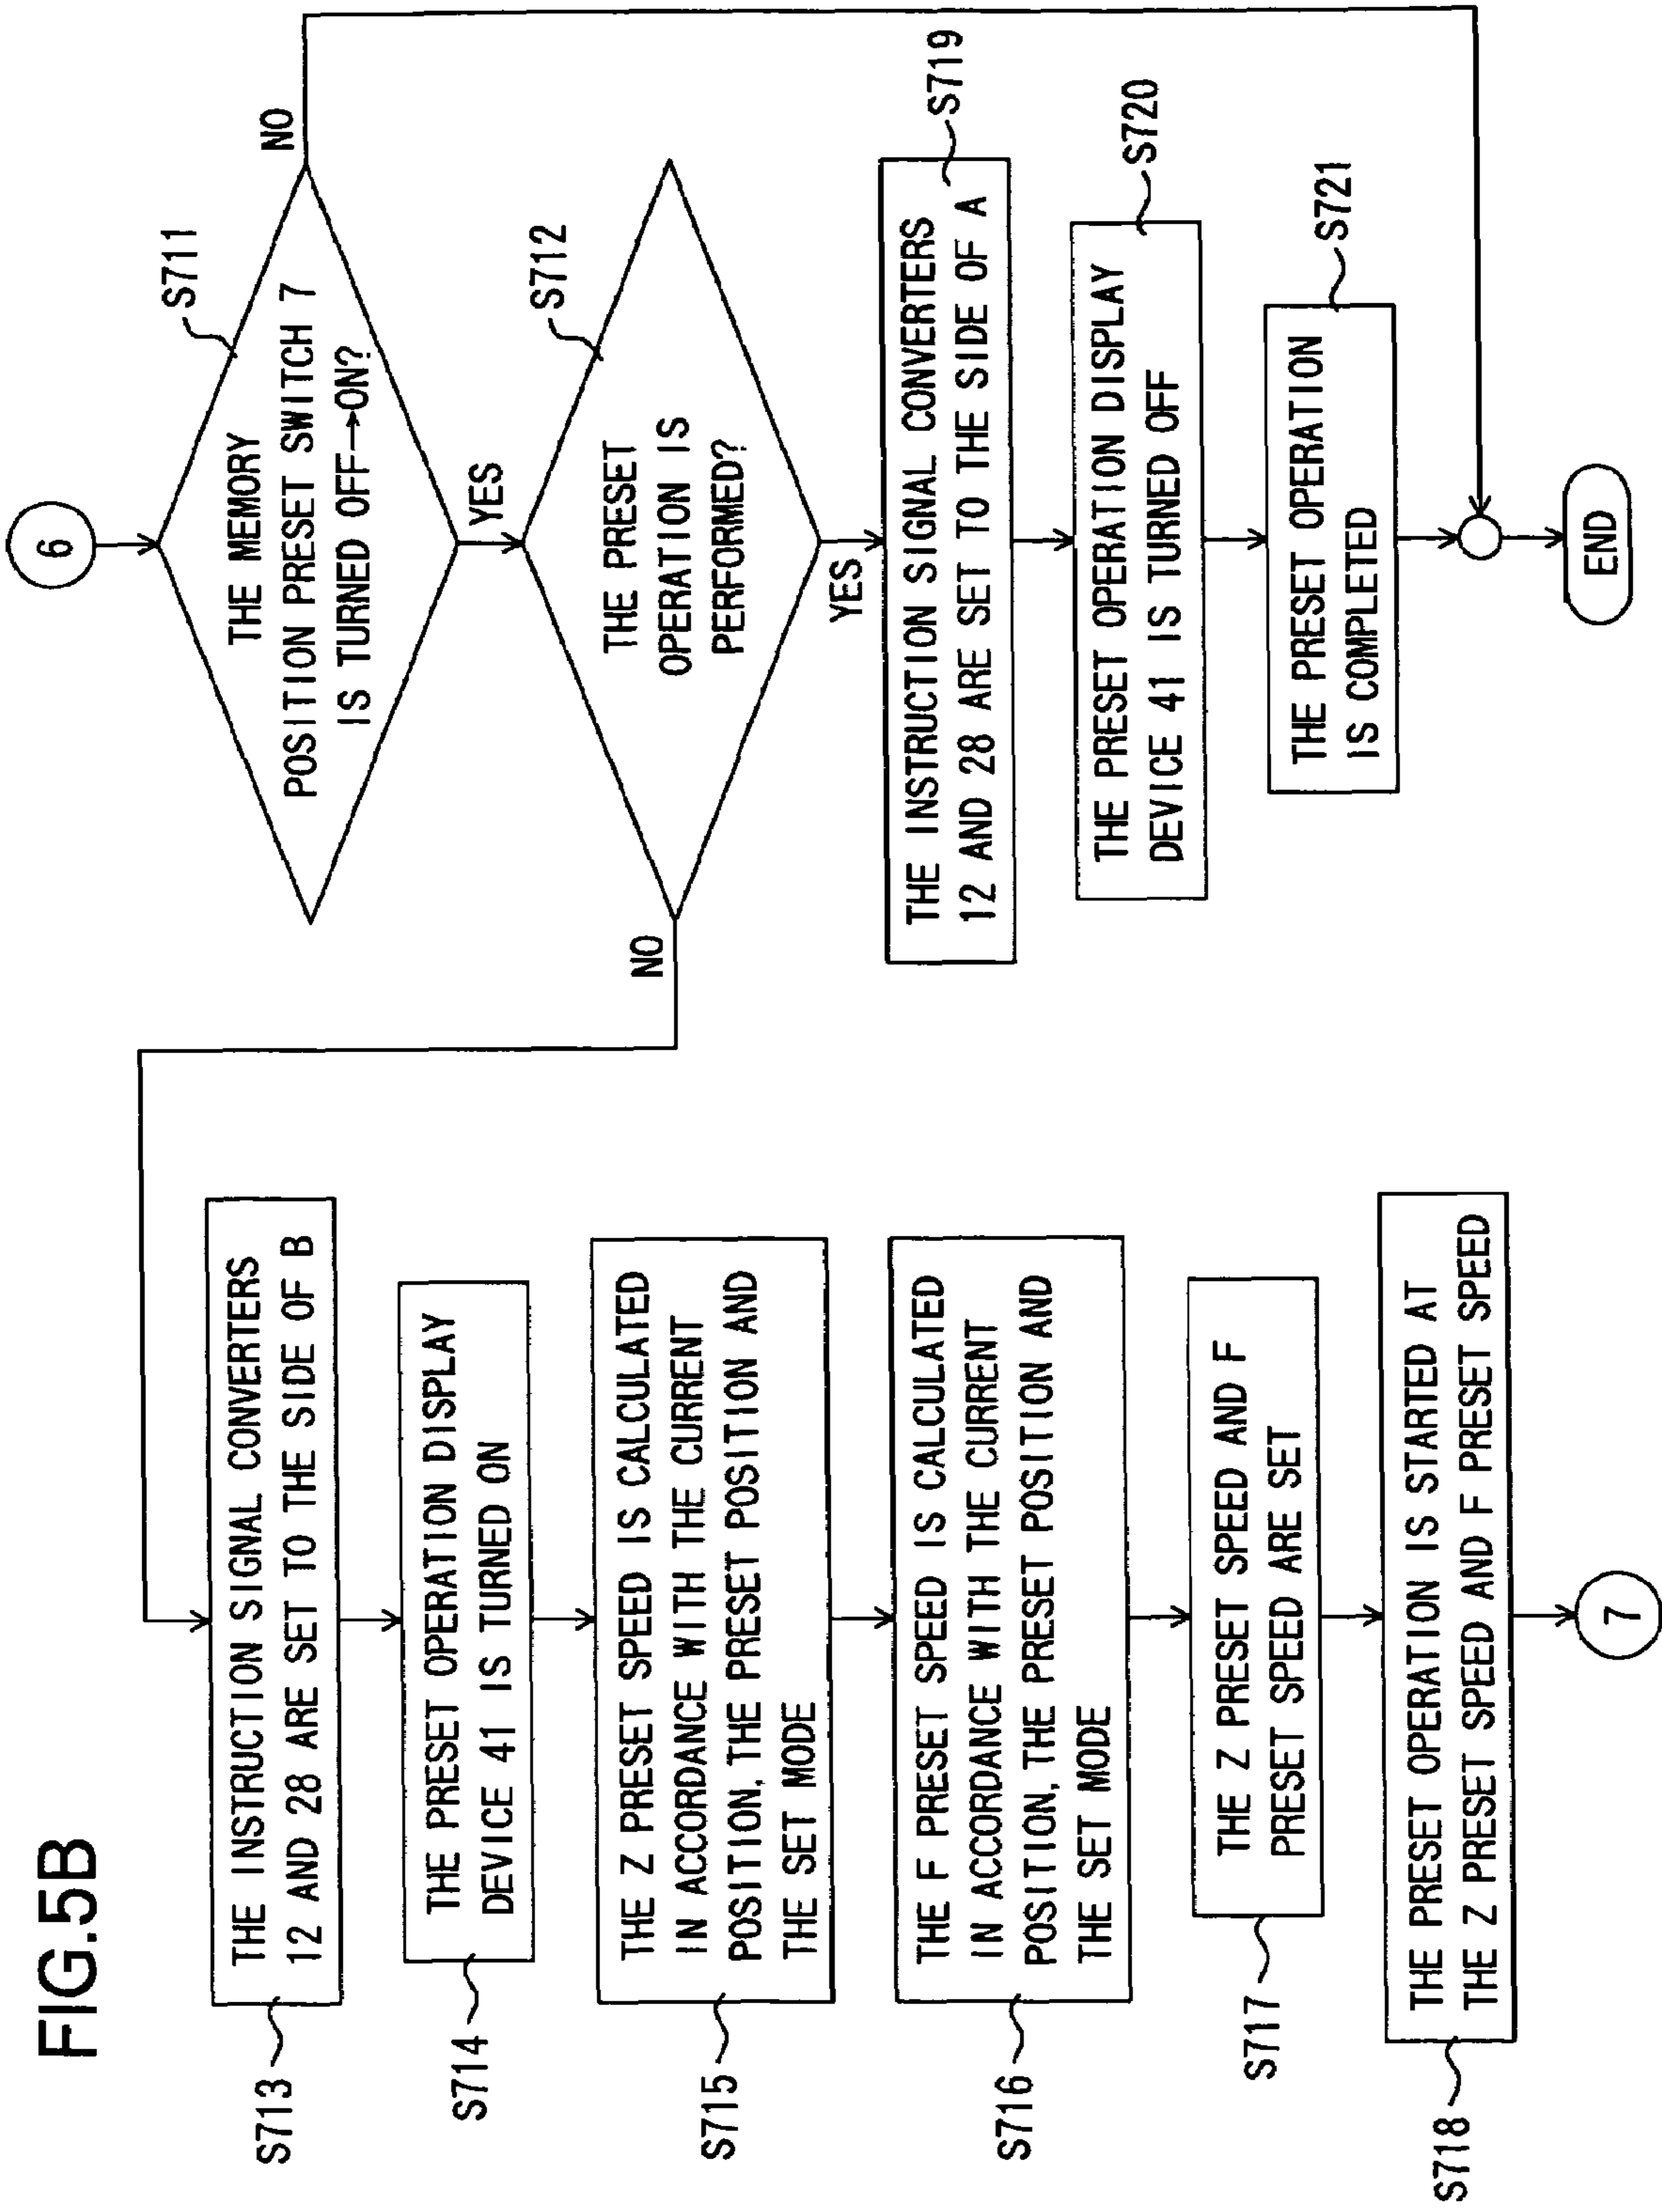 FIG.5B
6
THE MEMORY
POSITION PRESET SWITCH 7
IS TURNED OFF→ON?
S711
NO
YES
THE PRESET
OPERATION IS
PERFORMED?
S712
NO
YES
THE INSTRUCTION SIGNAL CONVERTERS
12 AND 28 ARE SET TO THE SIDE OF B
S713
THE PRESET OPERATION DISPLAY
DEVICE 41 IS TURNED ON
S714
THE Z PRESET SPEED IS CALCULATED
IN ACCORDANCE WITH THE CURRENT
POSITION, THE PRESET POSITION AND
THE SET MODE
S715
THE F PRESET SPEED IS CALCULATED
IN ACCORDANCE WITH THE CURRENT
POSITION, THE PRESET POSITION AND
THE SET MODE
S716
THE Z PRESET SPEED AND F
PRESET SPEED ARE SET
S717
THE PRESET OPERATION IS STARTED AT
THE Z PRESET SPEED AND F PRESET SPEED
S718
7
THE INSTRUCTION SIGNAL CONVERTERS
12 AND 28 ARE SET TO THE SIDE OF A
S719
THE PRESET OPERATION DISPLAY
DEVICE 41 IS TURNED OFF
S720
THE PRESET OPERATION
IS COMPLETED
S721
END